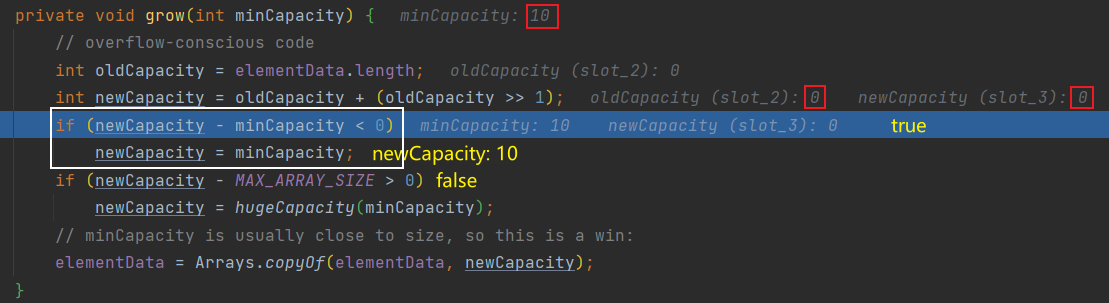 private void grow(int minCapacity) { minCapacity: 10
// overflow-conscious code
int oldCapacity = elementData.length; oldCapacity (slot_2): 0
int newCapacity = oldCapacity + (oldCapacity >> 1); oldCapacity (slot_2): 0 newCapacity (slot_3): 0
if (newCapacity - minCapacity < 0) minCapacity: 10 newCapacity (slot_3): 0 true
newCapacity = minCapacity; newCapacity: 10
if (newCapacity - MAX_ARRAY_SIZE > 0) false
newCapacity = hugeCapacity(minCapacity);
// minCapacity is usually close to size, so this is a win:
elementData = Arrays.copyOf(elementData, newCapacity);
}